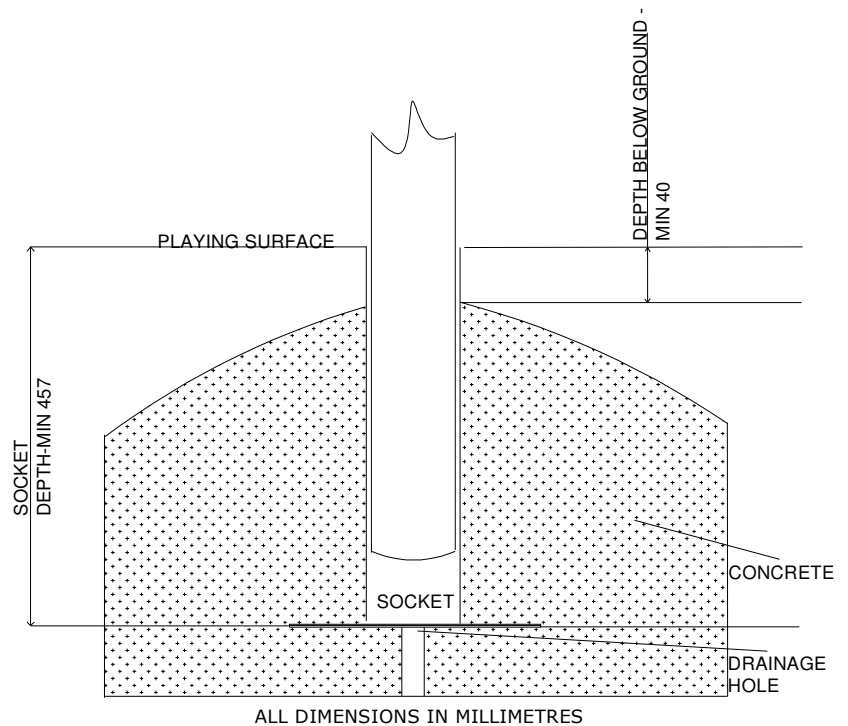 DEPTH BELOW GROUND -
MIN 40
PLAYING SURFACE
SOCKET
DEPTH-MIN 457
CONCRETE
SOCKET
DRAINAGE
HOLE
ALL DIMENSIONS IN MILLIMETRES